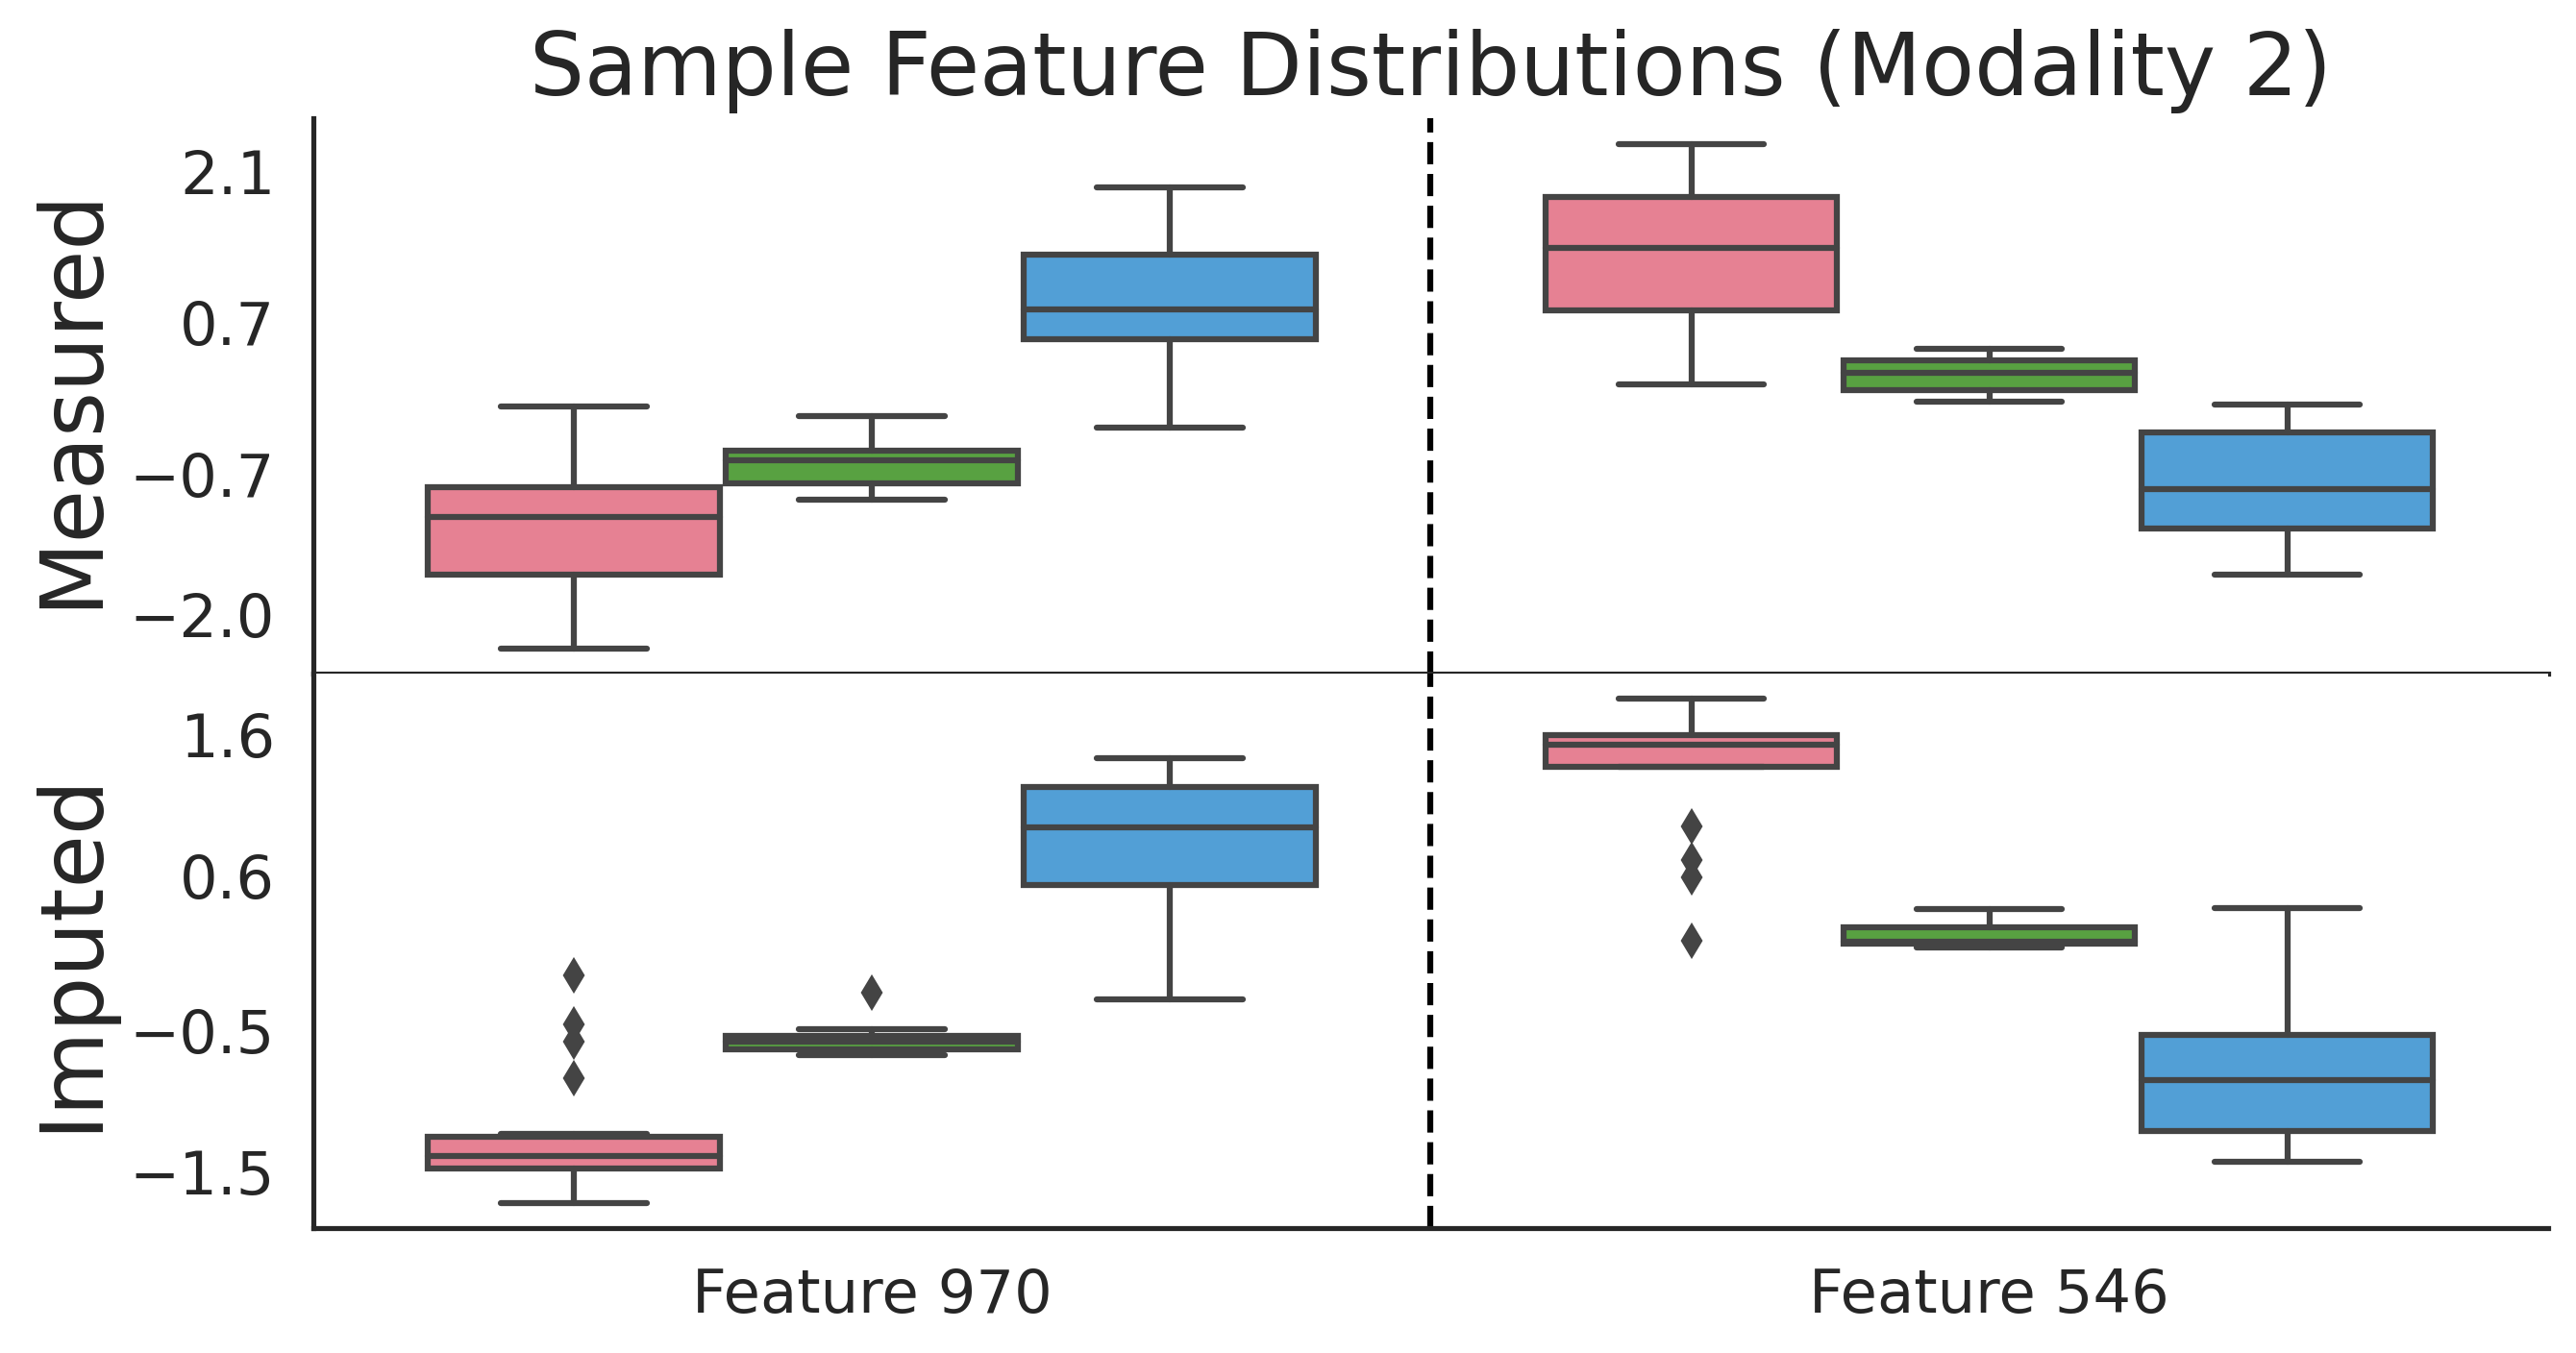 Sample Feature Distributions (Modality 2)
Measured
2.1
0.7
−0.7
−2.0
Imputed
1.6
0.6
−0.5
−1.5
Feature 970
Feature 546